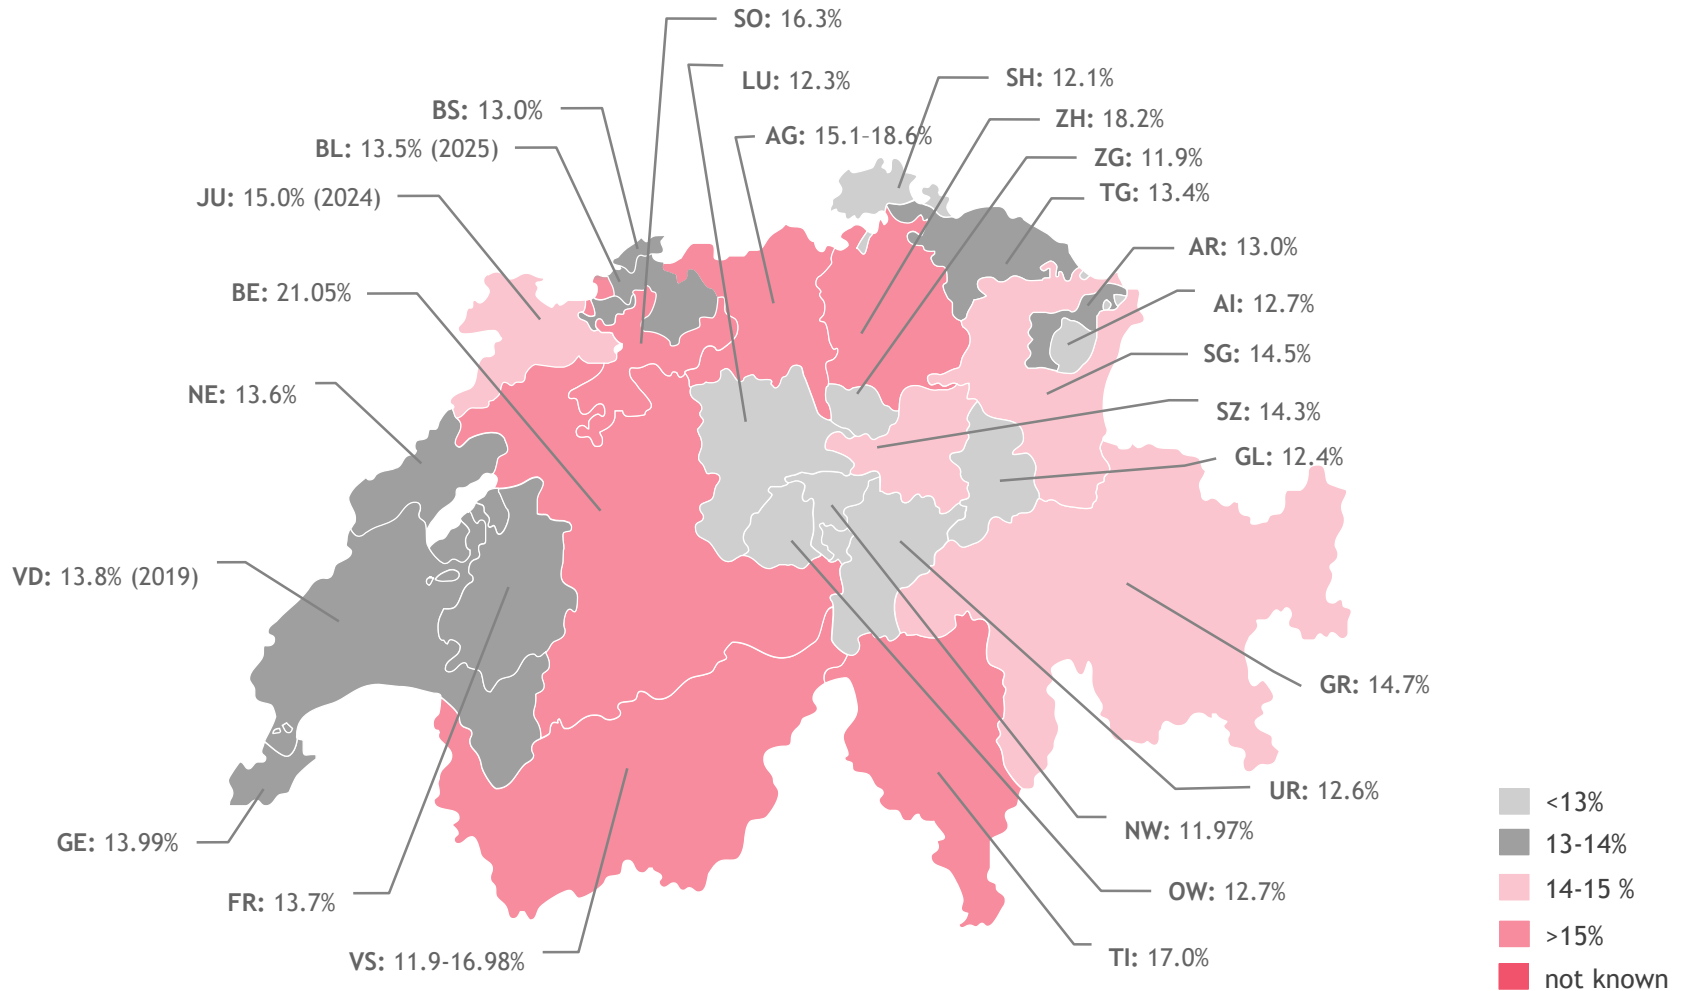 SO: 16.3%
LU: 12.3%
SH: 12.1%
BS: 13.0%
ZH: 18.2%
AG: 15.1-18.6%
BL: 13.5% (2025)
ZG: 11.9%
JU: 15.0% (2024)
TG: 13.4%
AR: 13.0%
BE: 21.05%
AI: 12.7%
SG: 14.5%
NE: 13.6%
SZ: 14.3%
GL: 12.4%
VD: 13.8% (2019)
GR: 14.7%
UR: 12.6%
NW: 11.97%
GE: 13.99%
OW: 12.7%
FR: 13.7%
TI: 17.0%
VS: 11.9-16.98%
<13%
13-14%
14-15 %
>15%
not known